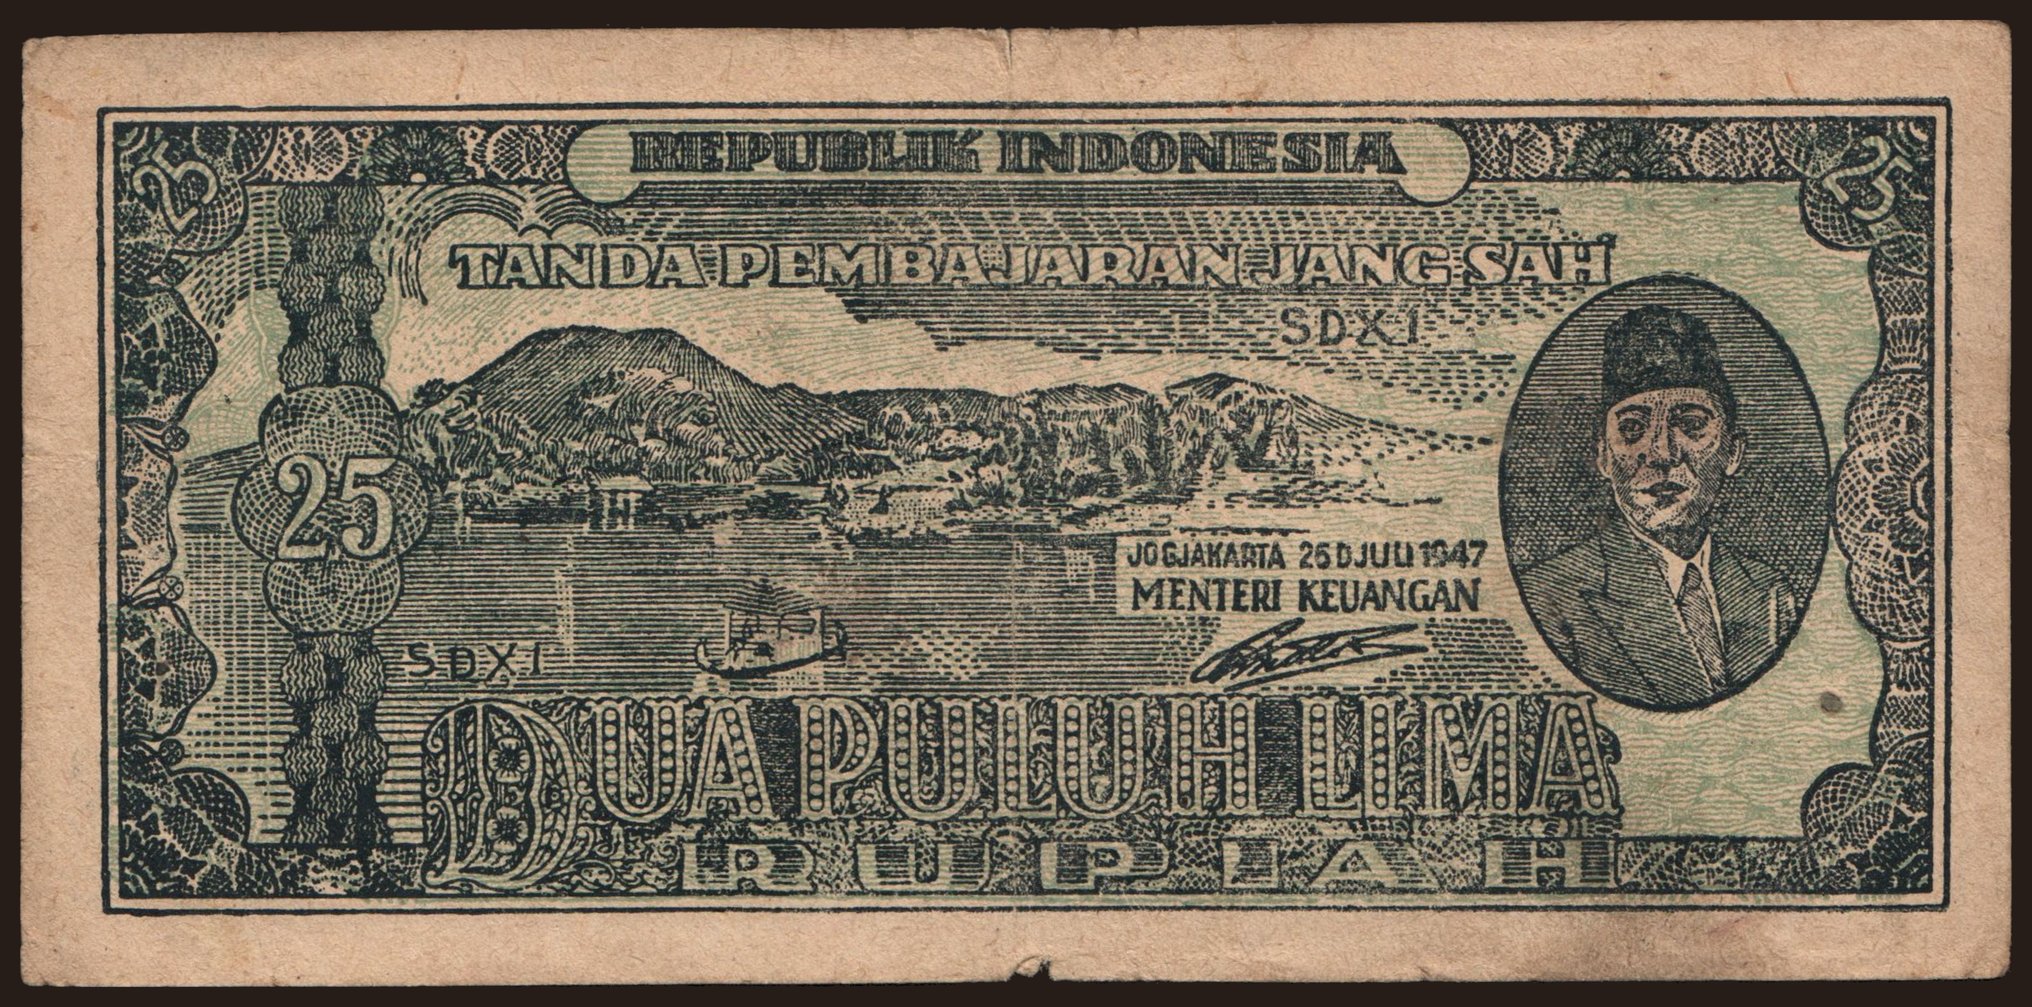 25
REPUBLIK INDONESIA
25
TANDA PEMBAJARAN JANG SAH
SDX1
25
JOGJAKARTA 26 DJULI 1947
MENTERI KEUANGAN
SDX1
DUA PULUH LIMA
RUPIAH